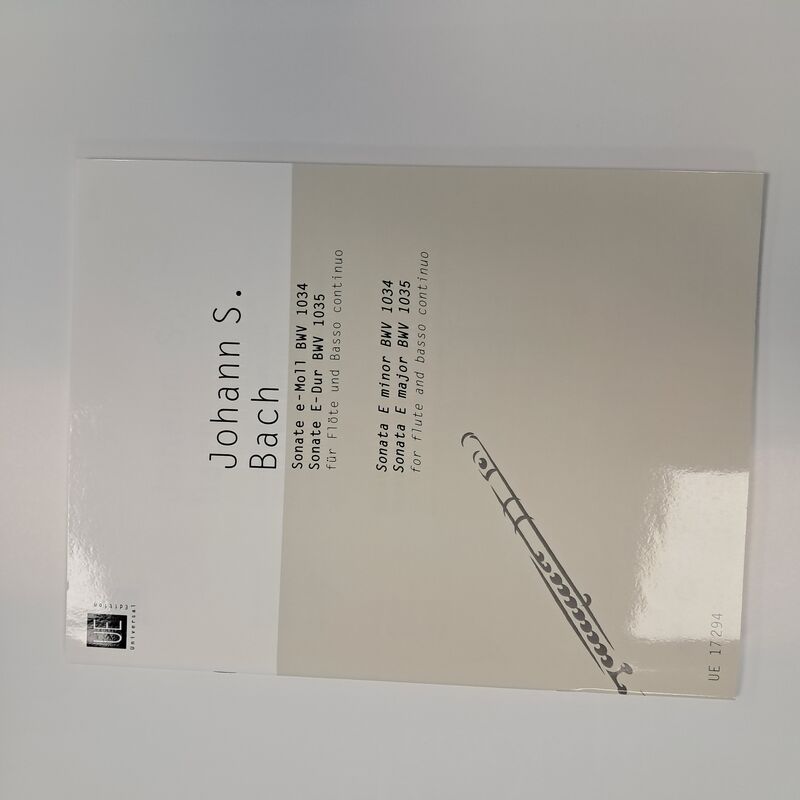 UE
Universal
Edition
Johann S.
Bach
Sonate e-Moll BWV 1034
Sonate E-Dur BWV 1035
für Flöte und Basso continuo
Sonata E minor BWV 1034
Sonata E major BWV 1035
for flute and basso continuo
UE 17294